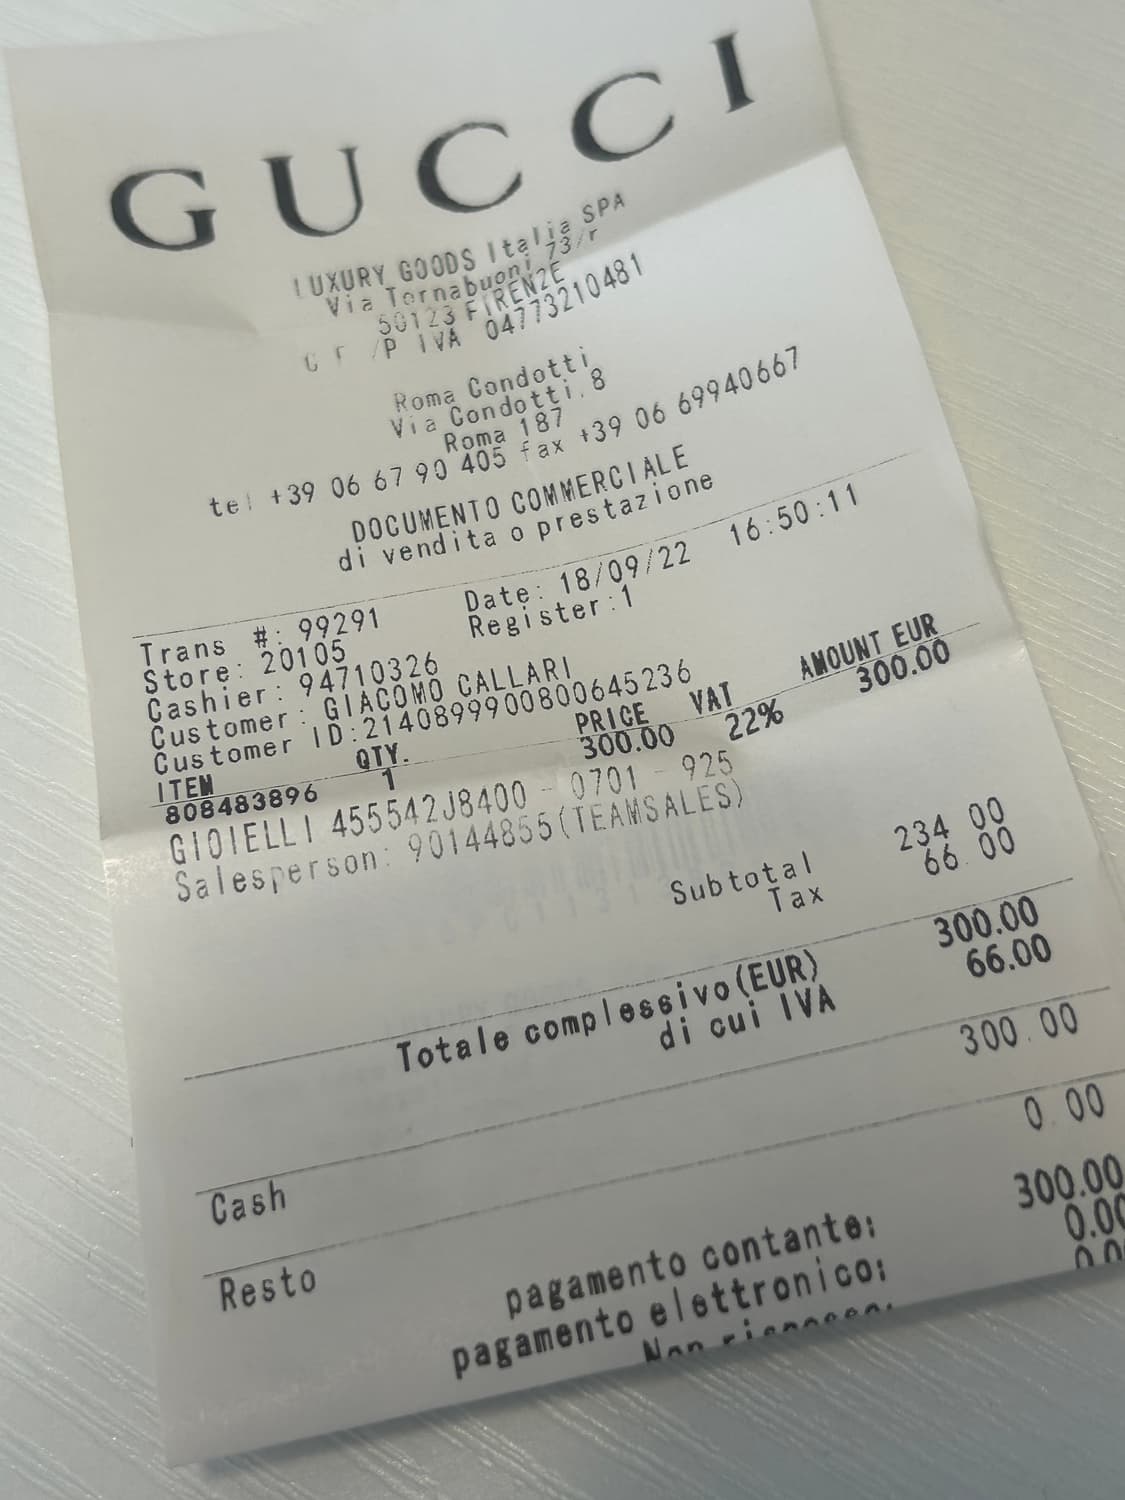 GUCCI
LUXURY GOODS Italia SPA
Via Tornabuoni 73/r
50123 FIRENZE
C F /P IVA 04773210481
Roma Condotti
Via Condotti, 8
Roma 187
tel +39 06 67 90 405 fax +39 06 69940667
DOCUMENTO COMMERCIALE
di vendita o prestazione
Trans #: 99291 Date: 18/09/22 16:50:11
Store: 20105 Register:1
Cashier: 94710326
Customer: GIACOMO CALLARI
Customer ID:2140899900800645236
ITEM QTY. PRICE VAT AMOUNT EUR
808483896 1 300.00 22% 300.00
GIOIELLI 455542J8400 - 0701 - 925
Salesperson: 90144855(TEAMSALES)
Subtotal 234 00
Tax 66.00
Totale complessivo(EUR) 300.00
di cui IVA 66.00
300.00
Cash
0.00
Resto
pagamento contante: 300.00
pagamento elettronico: 0.00
Non riscosso: 0.00